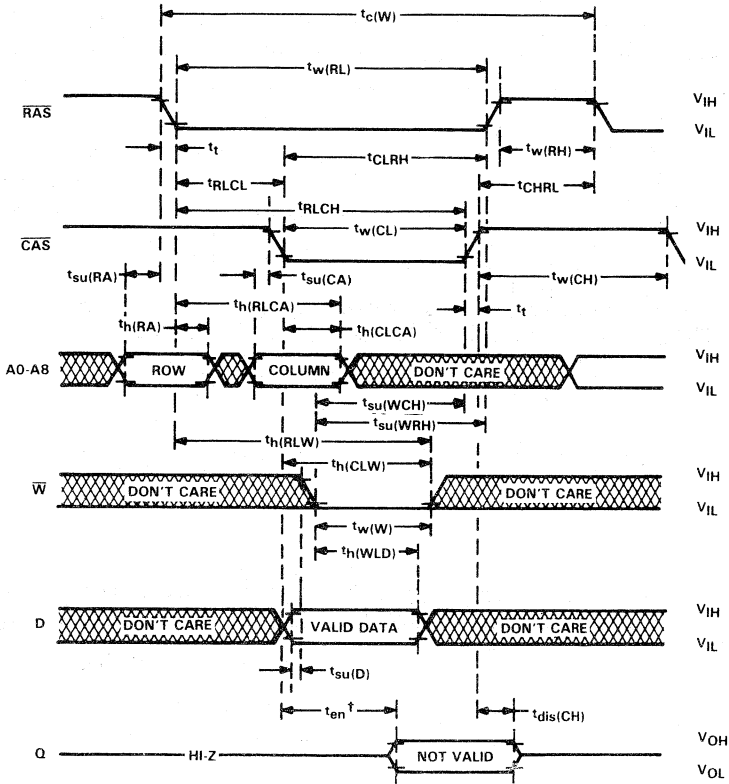 tc(W)
tw(RL)
RAS
VIH
VIL
tt
tCLRH
tw(RH)
tRLCL
tCHRL
tRLCH
CAS
tw(CL)
VIH
VIL
tsu(RA)
tsu(CA)
tw(CH)
th(RLCA)
tt
th(RA)
th(CLCA)
A0-A8
ROW
COLUMN
DON'T CARE
VIH
VIL
tsu(WCH)
tsu(WRH)
th(RLW)
th(CLW)
W
DON'T CARE
DON'T CARE
VIH
VIL
tw(W)
th(WLD)
D
DON'T CARE
VALID DATA
DON'T CARE
VIH
VIL
tsu(D)
ten†
tdis(CH)
Q
HI-Z
NOT VALID
VOH
VOL